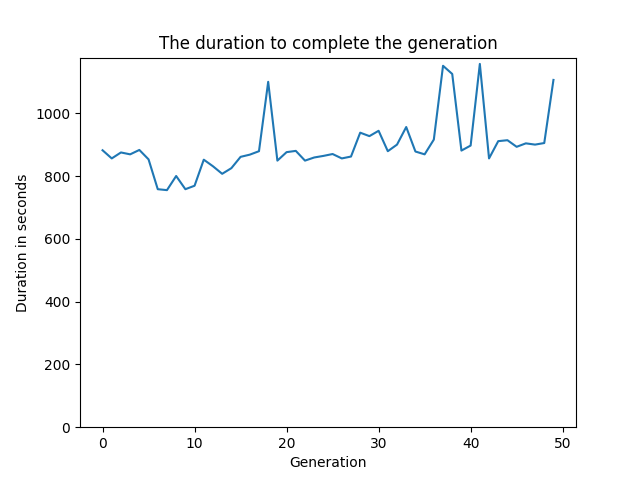 The duration to complete the generation
1000
800
600
400
200
0
Duration in seconds
0 10 20 30 40 50
Generation